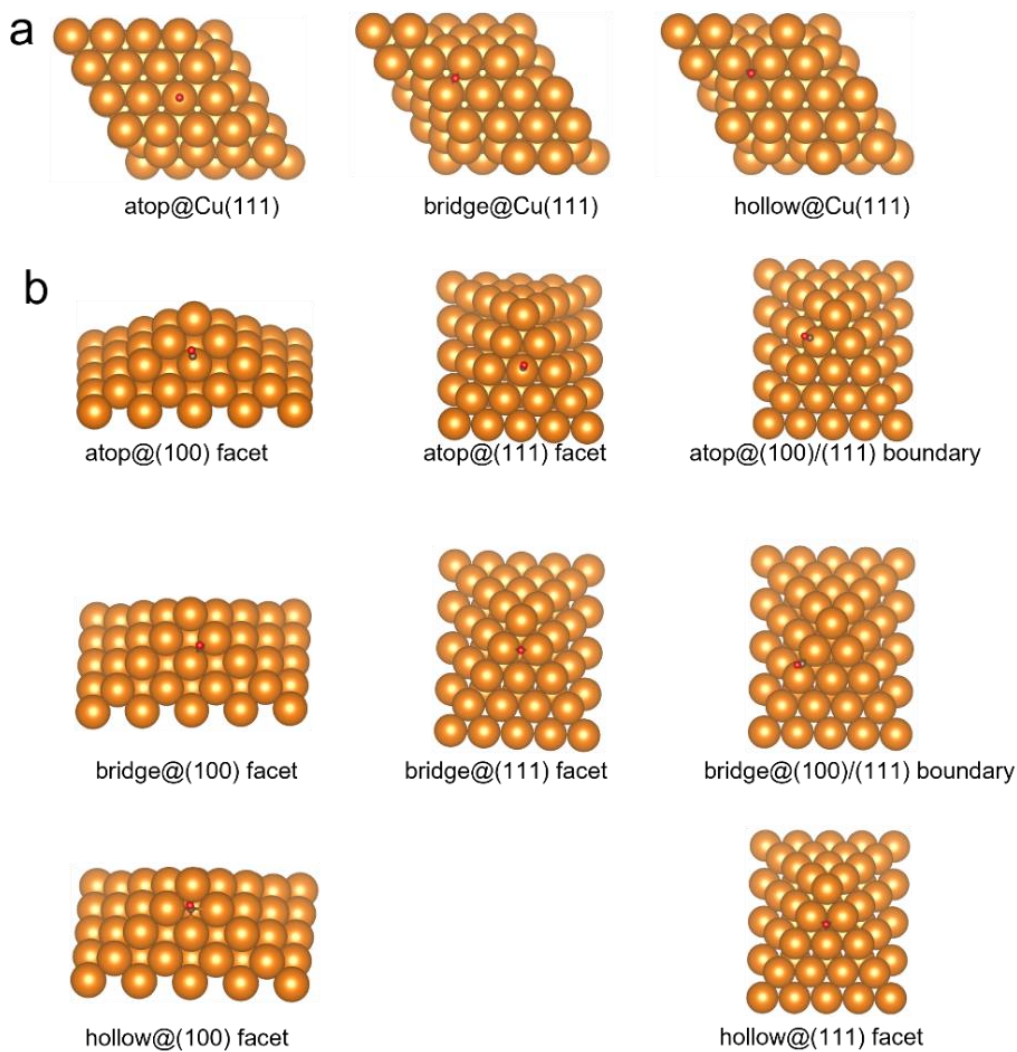 a
atop@Cu(111)
bridge@Cu(111)
hollow@Cu(111)
b
atop@(100) facet
atop@(111) facet
atop@(100)/(111) boundary
bridge@(100) facet
bridge@(111) facet
bridge@(100)/(111) boundary
hollow@(100) facet
hollow@(111) facet